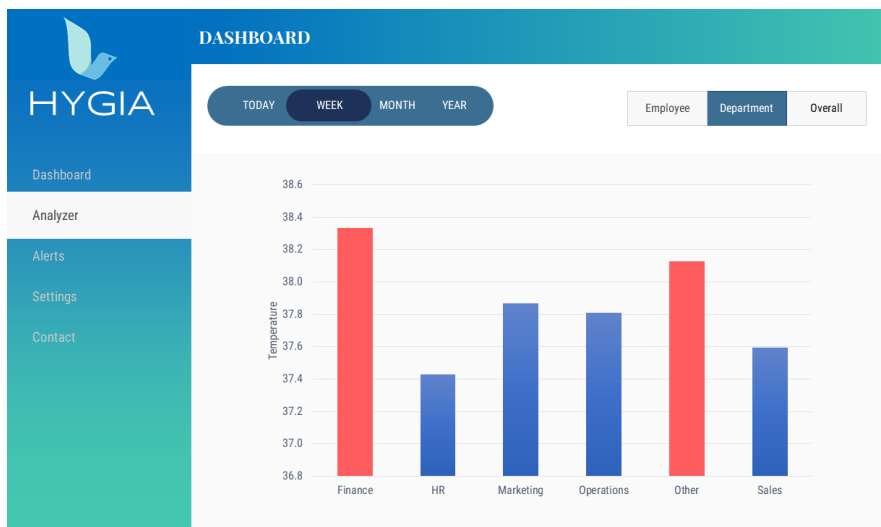 HYGIA
Dashboard
Analyzer
Alerts
Settings
Contact
DASHBOARD
TODAY WEEK MONTH YEAR
Employee Department Overall
Temperature
38.6
38.4
38.2
38.0
37.8
37.6
37.4
37.2
37.0
36.8
Finance HR Marketing Operations Other Sales